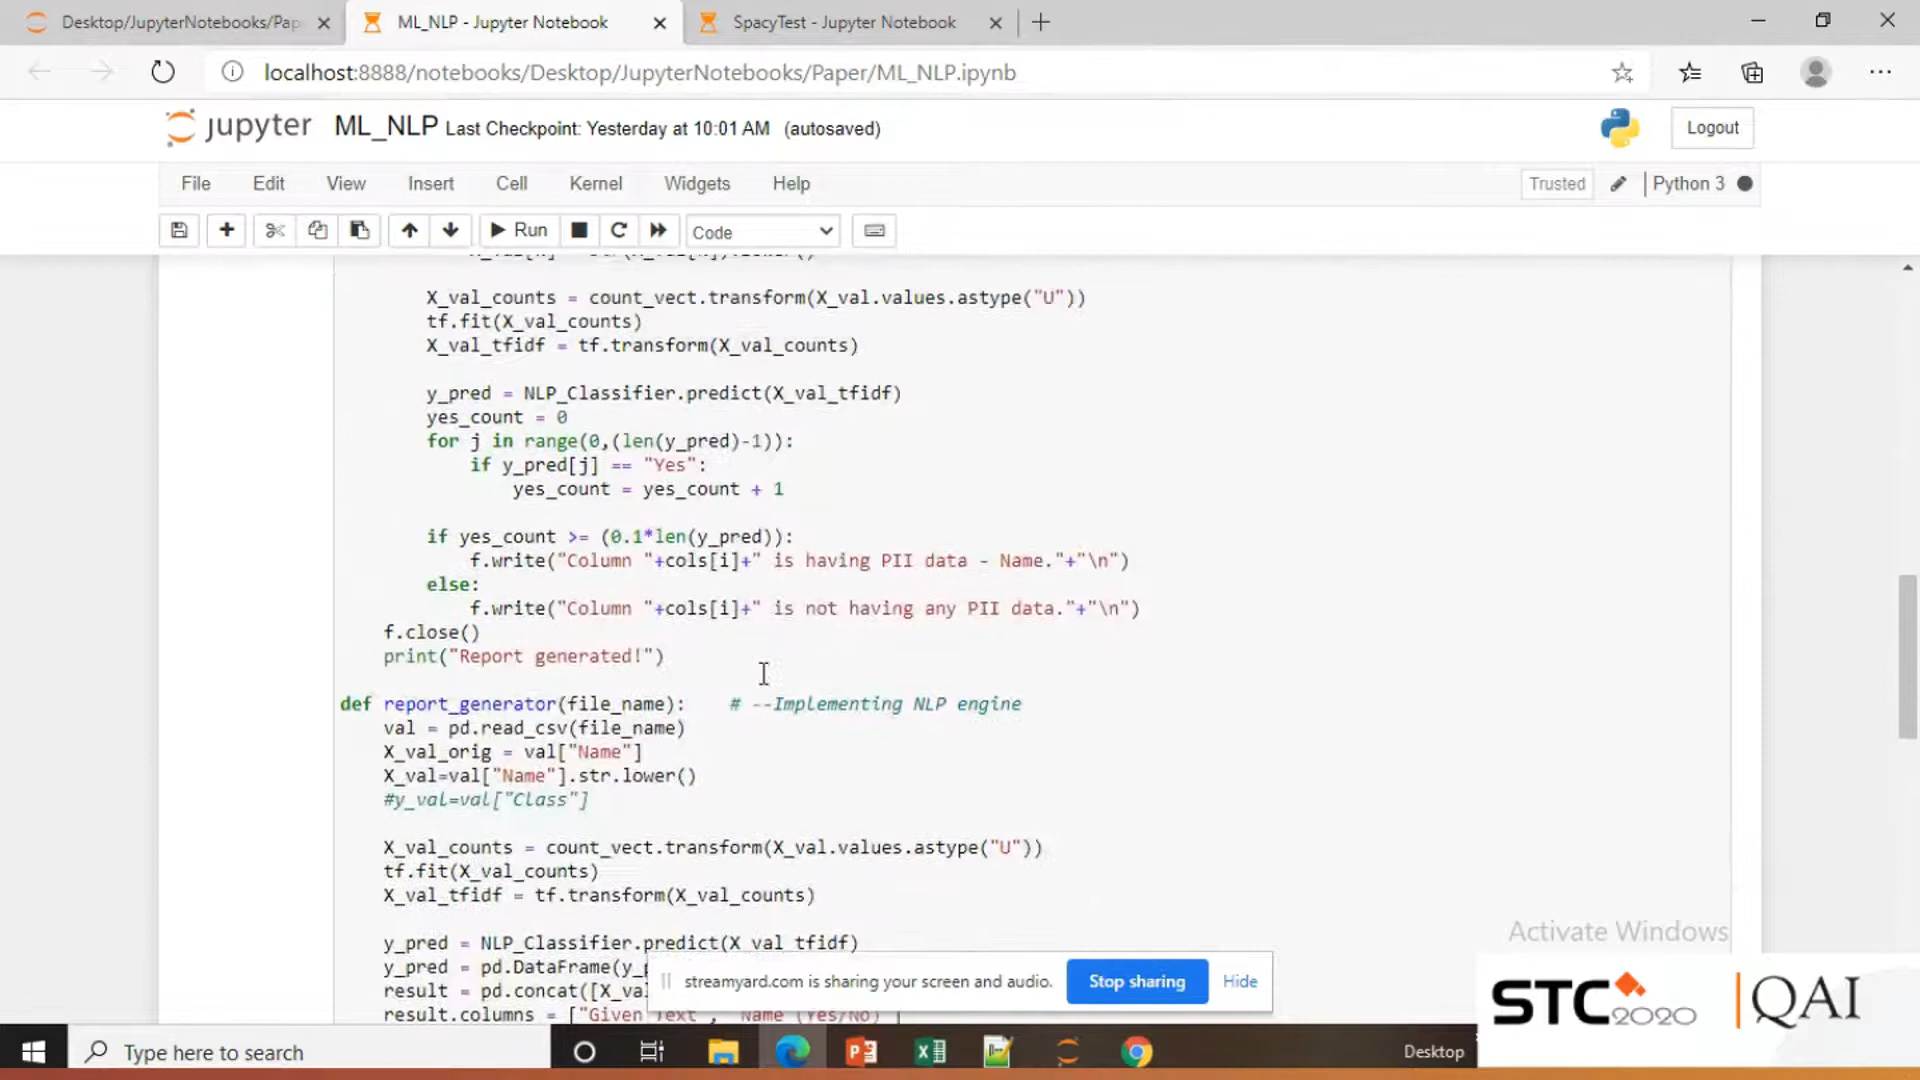 Desktop/JupyterNotebooks/Pap
ML_NLP - Jupyter Notebook
SpacyTest - Jupyter Notebook
localhost:8888/notebooks/Desktop/JupyterNotebooks/Paper/ML_NLP.ipynb
jupyter ML_NLP Last Checkpoint: Yesterday at 10:01 AM (autosaved)
Logout
File Edit View Insert Cell Kernel Widgets Help
Trusted
Python 3
Run
Code
X_val_counts = count_vect.transform(X_val.values.astype("U"))
tf.fit(X_val_counts)
X_val_tfidf = tf.transform(X_val_counts)
y_pred = NLP_Classifier.predict(X_val_tfidf)
yes_count = 0
for j in range(0,(len(y_pred)-1)):
if y_pred[j] == "Yes":
yes_count = yes_count + 1
if yes_count >= (0.1*len(y_pred)):
f.write("Column "+cols[i]+" is having PII data - Name."+"\n")
else:
f.write("Column "+cols[i]+" is not having any PII data."+"\n")
f.close()
print("Report generated!")
def report_generator(file_name): # --Implementing NLP engine
val = pd.read_csv(file_name)
X_val_orig = val["Name"]
X_val=val["Name"].str.lower()
#y_val=val["Class"]
X_val_counts = count_vect.transform(X_val.values.astype("U"))
tf.fit(X_val_counts)
X_val_tfidf = tf.transform(X_val_counts)
y_pred = NLP_Classifier.predict(X_val_tfidf)
y_pred = pd.DataFrame(y_p
result = pd.concat([X_va
result.columns = ["Given Text", "Name (Yes/No)"]
Activate Windows
streamyard.com is sharing your screen and audio.
Stop sharing
Hide
STC2020
QAI
Type here to search
Desktop